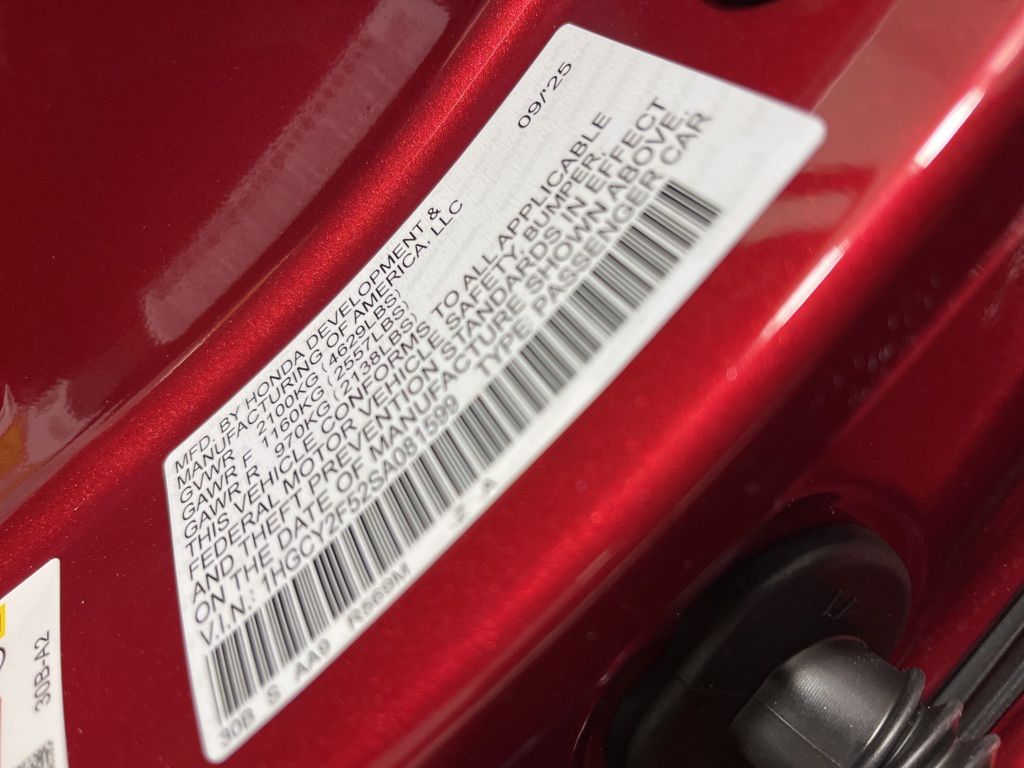 09/'25
MFD. BY HONDA DEVELOPMENT &
MANUFACTURING OF AMERICA, LLC
GVWR 2100KG (4629LBS)
GAWR F 1160KG (2557LBS)
GAWR R 970KG (2138LBS)
THIS VEHICLE CONFORMS TO ALL APPLICABLE
FEDERAL MOTOR VEHICLE SAFETY, BUMPER,
AND THEFT PREVENTION STANDARDS IN EFFECT
ON THE DATE OF MANUFACTURE SHOWN ABOVE.
V.I.N.: 1HGCY2F52SA081599 TYPE PASSENGER CAR
30B S AA9 R569M
30B-A2